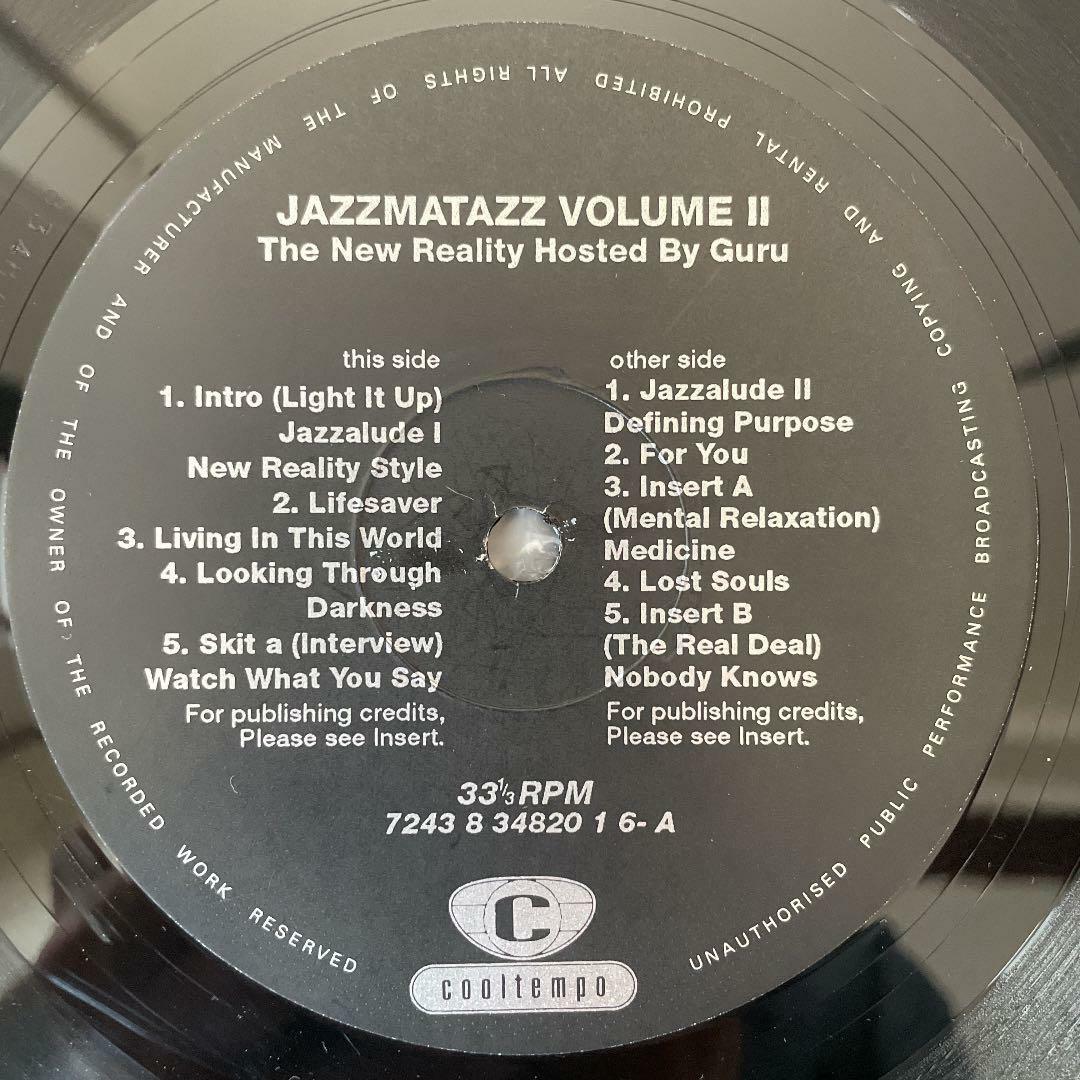 JAZZMATAZZ VOLUME II
The New Reality Hosted By Guru
this side
1. Intro (Light It Up)
Jazzalude I
New Reality Style
2. Lifesaver
3. Living In This World
4. Looking Through
Darkness
5. Skit a (Interview)
Watch What You Say
For publishing credits,
Please see Insert.
other side
1. Jazzalude II
Defining Purpose
2. For You
3. Insert A
(Mental Relaxation)
Medicine
4. Lost Souls
5. Insert B
(The Real Deal)
Nobody Knows
For publishing credits,
Please see Insert.
33⅓ RPM
7243 8 34820 1 6- A
C
cooltempo
UNAUTHORISED PUBLIC PERFORMANCE BROADCASTING COPYING AND RENTAL PROHIBITED ALL RIGHTS OF THE MANUFACTURER AND OF THE OWNER OF THE RECORDED WORK RESERVED